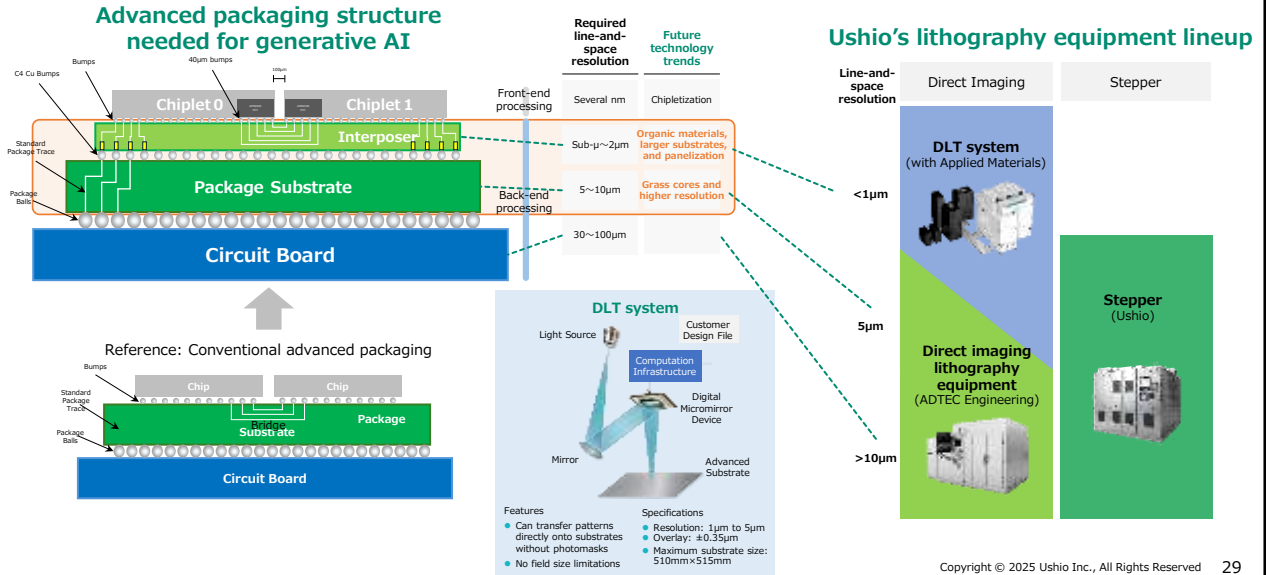 Advanced packaging structure
needed for generative AI
Bumps
40μm bumps
100μm
C4 Cu Bumps
Chiplet 0
Chiplet 1
Interposer
Standard
Package Trace
Package Substrate
Package
Balls
Circuit Board
Reference: Conventional advanced packaging
Bumps
Chip
Chip
Standard
Package
Trace
Package
Bridge
Substrate
Package
Balls
Circuit Board
Required
line-and-
space
resolution
Future
technology
trends
Front-end
processing
Several nm
Chipletization
Sub-μ～2μm
Organic materials,
larger substrates,
and panelization
5～10μm
Grass cores and
higher resolution
Back-end
processing
30～100μm
DLT system
Light Source
Customer
Design File
Computation
Infrastructure
Digital
Micromirror
Device
Mirror
Advanced
Substrate
Features
● Can transfer patterns
directly onto substrates
without photomasks
● No field size limitations
Specifications
● Resolution: 1μm to 5μm
● Overlay: ±0.35μm
● Maximum substrate size:
510mm×515mm
Ushio's lithography equipment lineup
Line-and-
space
resolution
Direct Imaging
Stepper
<1μm
5μm
>10μm
DLT system
(with Applied Materials)
Direct imaging
lithography
equipment
(ADTEC Engineering)
Stepper
(Ushio)
Copyright © 2025 Ushio Inc., All Rights Reserved 29